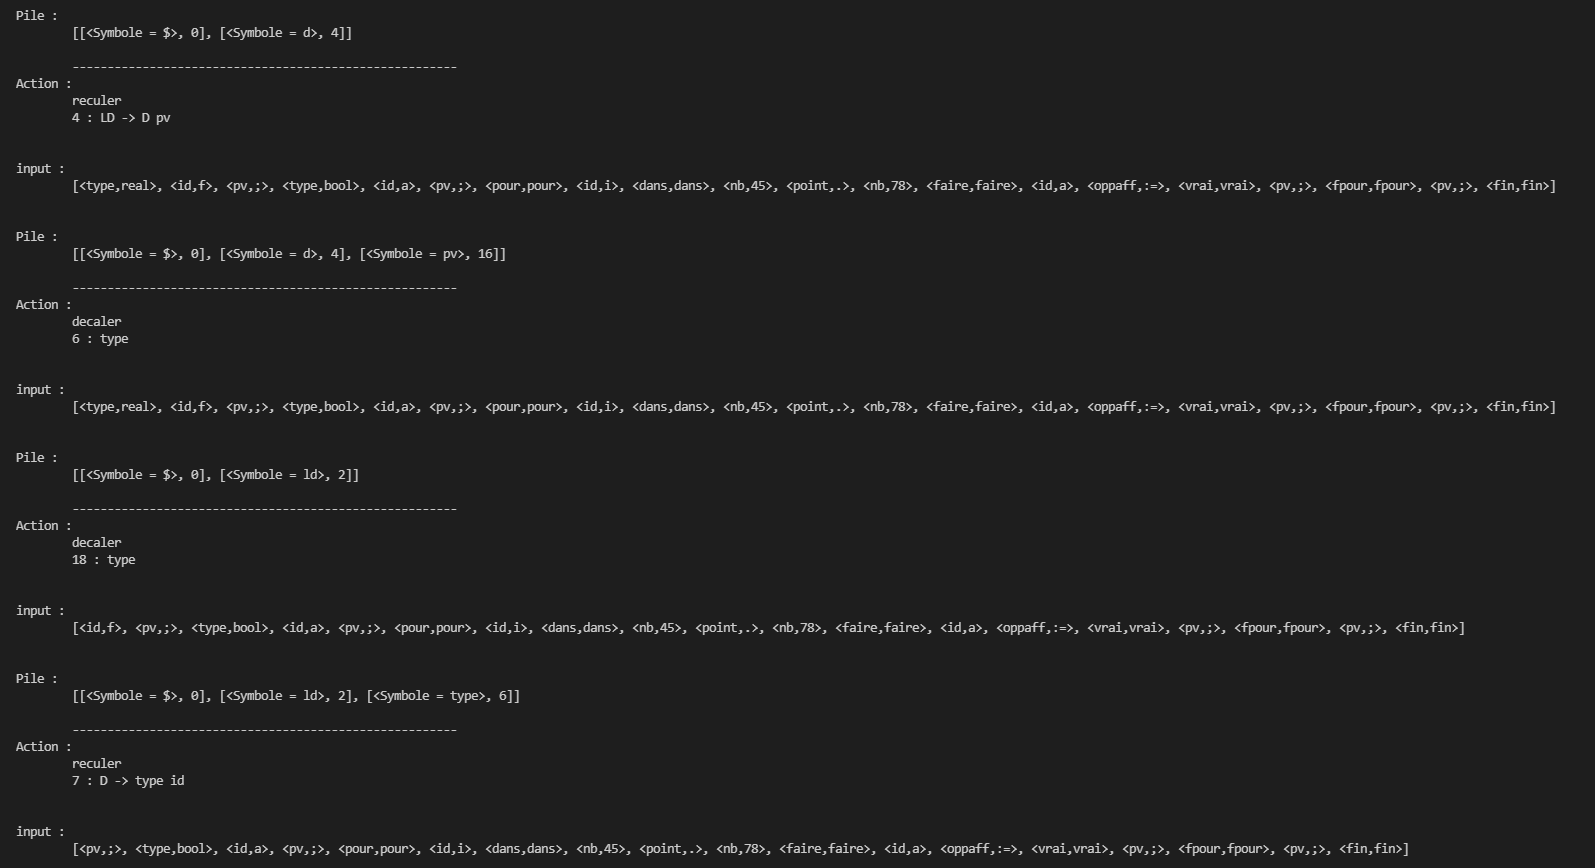 Pile :
[[<Symbole = $>, 0], [<Symbole = d>, 4]]
-------------------------------------------------------
Action :
reculer
4 : LD -> D pv
input :
[<type,real>, <id,f>, <pv,;>, <type,bool>, <id,a>, <pv,;>, <pour,pour>, <id,i>, <dans,dans>, <nb,45>, <point,.>, <nb,78>, <faire,faire>, <id,a>, <oppaff,:=>, <vrai,vrai>, <pv,;>, <fpour,fpour>, <pv,;>, <fin,fin>]
Pile :
[[<Symbole = $>, 0], [<Symbole = d>, 4], [<Symbole = pv>, 16]]
-------------------------------------------------------
Action :
decaler
6 : type
input :
[<type,real>, <id,f>, <pv,;>, <type,bool>, <id,a>, <pv,;>, <pour,pour>, <id,i>, <dans,dans>, <nb,45>, <point,.>, <nb,78>, <faire,faire>, <id,a>, <oppaff,:=>, <vrai,vrai>, <pv,;>, <fpour,fpour>, <pv,;>, <fin,fin>]
Pile :
[[<Symbole = $>, 0], [<Symbole = ld>, 2]]
-------------------------------------------------------
Action :
decaler
18 : type
input :
[<id,f>, <pv,;>, <type,bool>, <id,a>, <pv,;>, <pour,pour>, <id,i>, <dans,dans>, <nb,45>, <point,.>, <nb,78>, <faire,faire>, <id,a>, <oppaff,:=>, <vrai,vrai>, <pv,;>, <fpour,fpour>, <pv,;>, <fin,fin>]
Pile :
[[<Symbole = $>, 0], [<Symbole = ld>, 2], [<Symbole = type>, 6]]
-------------------------------------------------------
Action :
reculer
7 : D -> type id
input :
[<pv,;>, <type,bool>, <id,a>, <pv,;>, <pour,pour>, <id,i>, <dans,dans>, <nb,45>, <point,.>, <nb,78>, <faire,faire>, <id,a>, <oppaff,:=>, <vrai,vrai>, <pv,;>, <fpour,fpour>, <pv,;>, <fin,fin>]